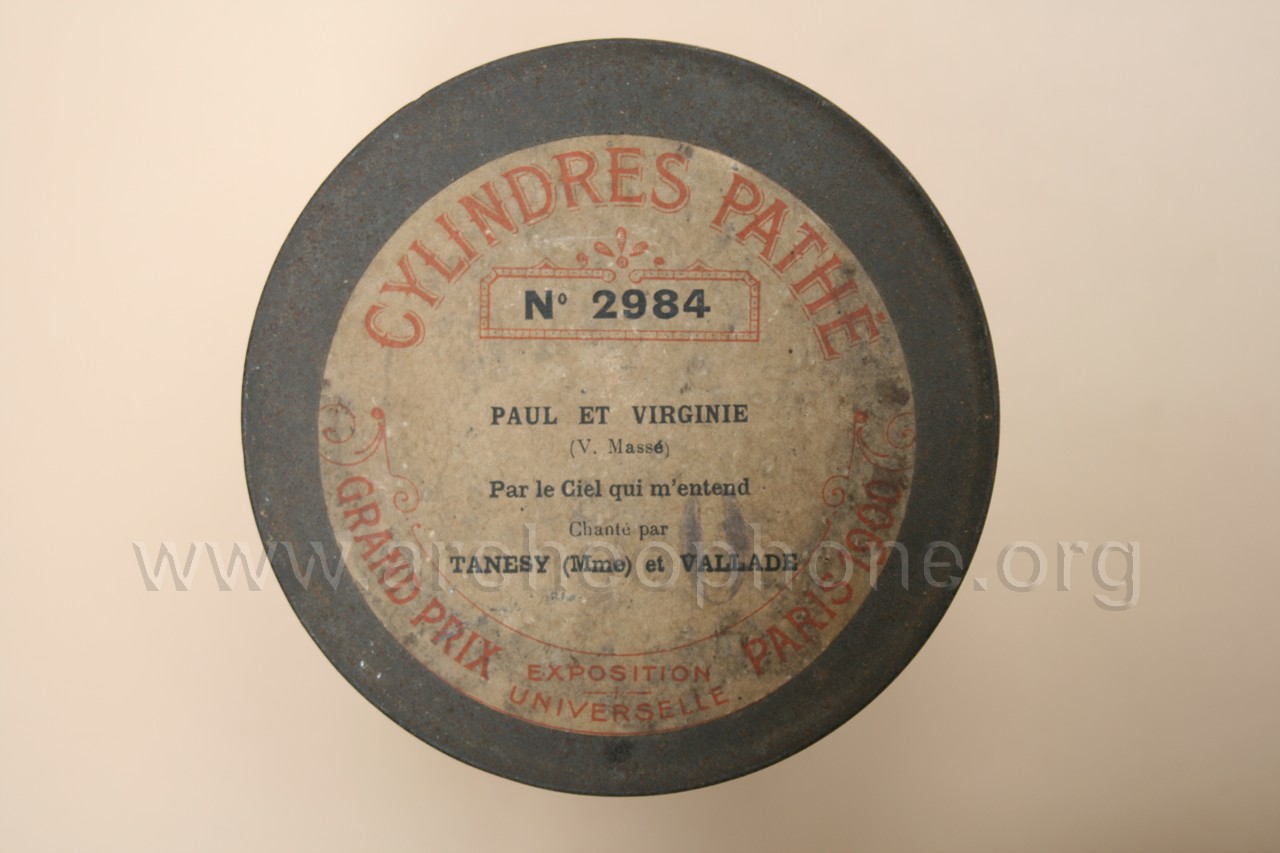 CYLINDRES PATHÉ
Nº 2984
PAUL ET VIRGINIE
(V. Massé)
Par le Ciel qui m'entend
Chanté par
TANESY (Mme) et VALLADE
GRAND PRIX
EXPOSITION
UNIVERSELLE
PARIS 1900
www.archeophone.org